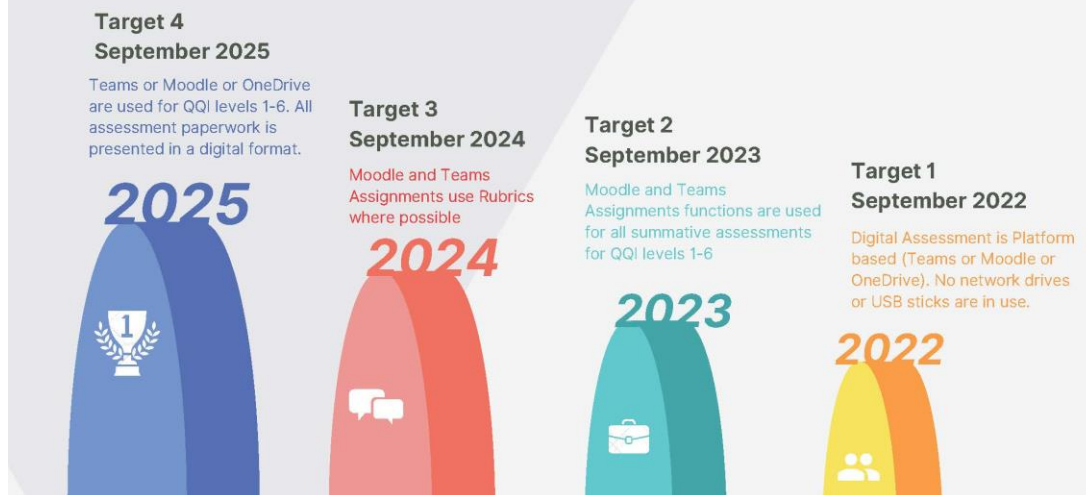 Target 4
September 2025
Teams or Moodle or OneDrive
are used for QQI levels 1-6. All
assessment paperwork is
presented in a digital format.
2025
1
Target 3
September 2024
Moodle and Teams
Assignments use Rubrics
where possible
2024
Target 2
September 2023
Moodle and Teams
Assignments functions are used
for all summative assessments
for QQI levels 1-6
2023
Target 1
September 2022
Digital Assessment is Platform
based (Teams or Moodle or
OneDrive). No network drives
or USB sticks are in use.
2022